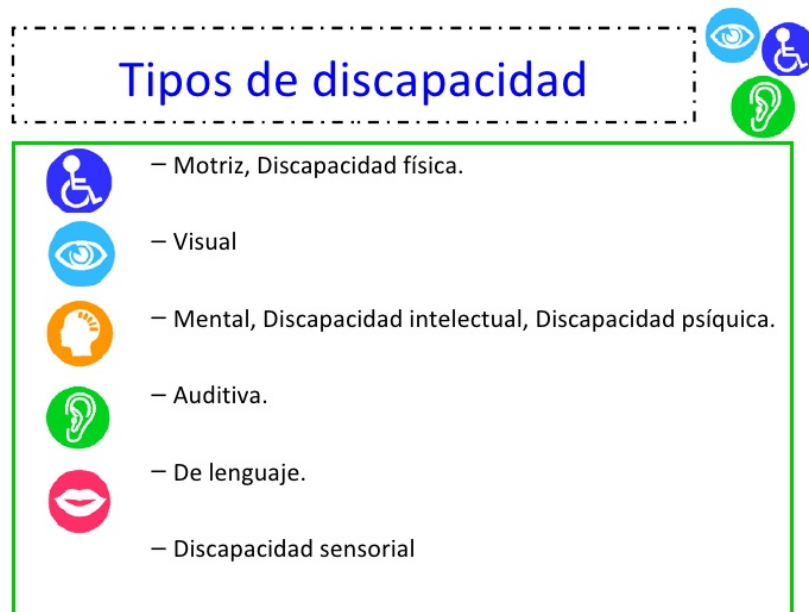 Tipos de discapacidad
– Motriz, Discapacidad física.
– Visual
– Mental, Discapacidad intelectual, Discapacidad psíquica.
– Auditiva.
– De lenguaje.
– Discapacidad sensorial